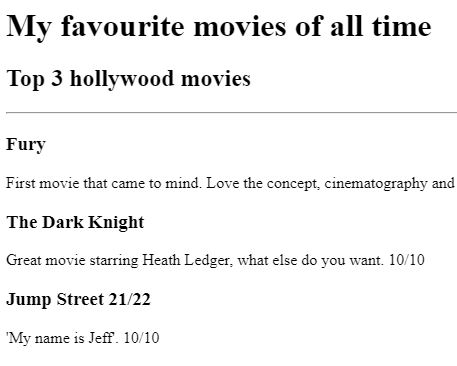 My favourite movies of all time
Top 3 hollywood movies
Fury
First movie that came to mind. Love the concept, cinematography and
The Dark Knight
Great movie starring Heath Ledger, what else do you want. 10/10
Jump Street 21/22
'My name is Jeff'. 10/10